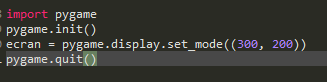 import pygame
pygame.init()
ecran = pygame.display.set_mode((300, 200))
pygame.quit()